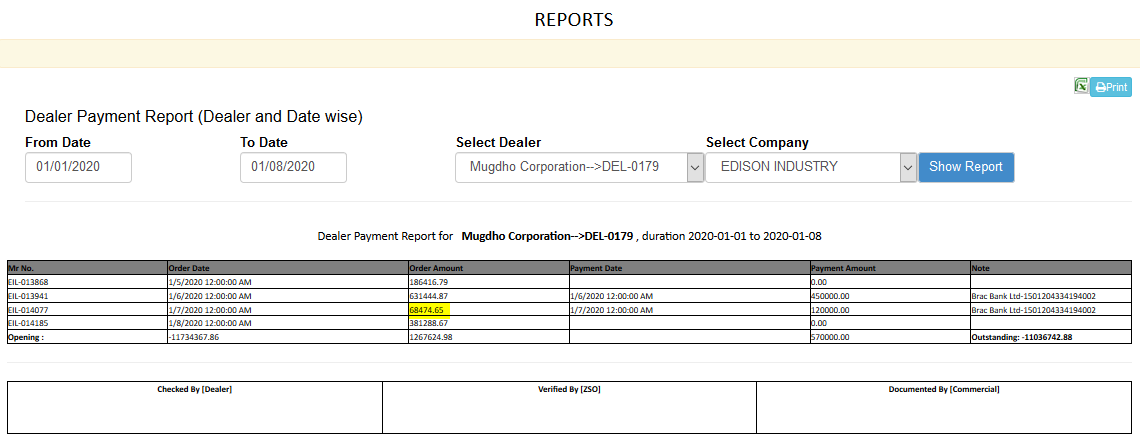 REPORTS
Print
Dealer Payment Report (Dealer and Date wise)
From Date To Date Select Dealer Select Company
01/01/2020 01/08/2020 Mugdho Corporation-->DEL-0179 EDISON INDUSTRY Show Report
Dealer Payment Report for Mugdho Corporation-->DEL-0179 , duration 2020-01-01 to 2020-01-08
Mr No. Order Date Order Amount Payment Date Payment Amount Note
EIL-013868 1/5/2020 12:00:00 AM 186416.79 0.00
EIL-013941 1/6/2020 12:00:00 AM 631444.87 1/6/2020 12:00:00 AM 450000.00 Brac Bank Ltd-1501204334194002
EIL-014077 1/7/2020 12:00:00 AM 68474.65 1/7/2020 12:00:00 AM 120000.00 Brac Bank Ltd-1501204334194002
EIL-014185 1/8/2020 12:00:00 AM 381288.67 0.00
Opening : -11734367.86 1267624.98 570000.00 Outstanding: -11036742.88
Checked By [Dealer] Verified By [ZSO] Documented By [Commercial]